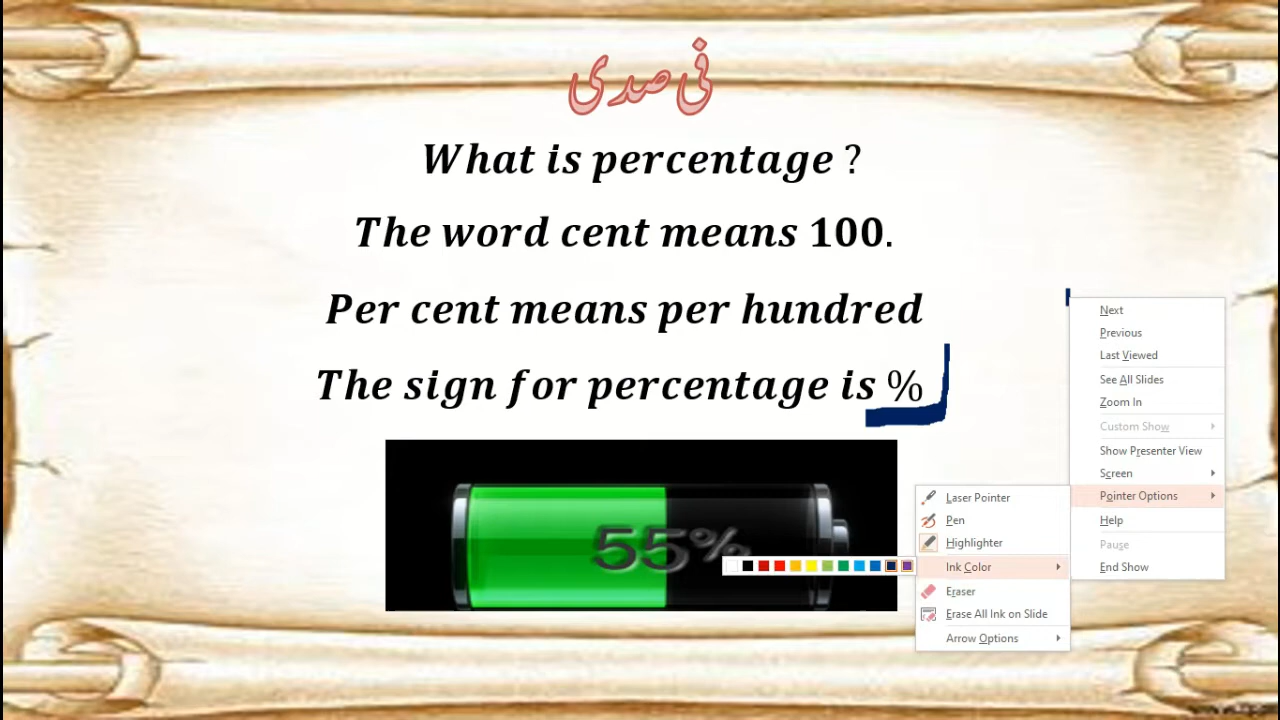 فی صدی
What is percentage ?
The word cent means 100.
Per cent means per hundred
The sign for percentage is %
55%
Next
Previous
Last Viewed
See All Slides
Zoom In
Custom Show
Show Presenter View
Screen
Pointer Options
Help
Pause
End Show
Laser Pointer
Pen
Highlighter
Ink Color
Eraser
Erase All Ink on Slide
Arrow Options